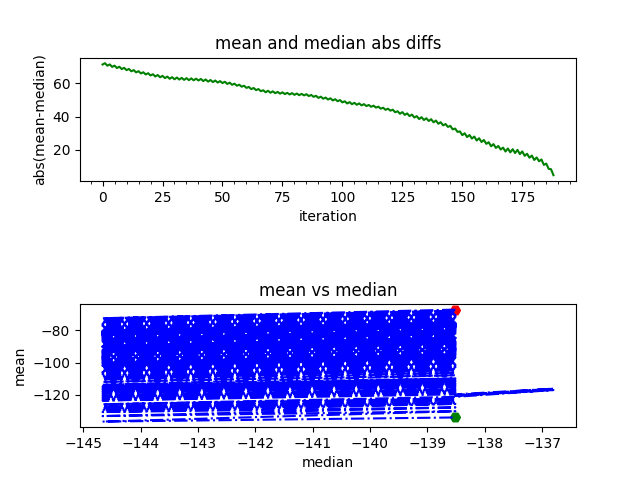 mean and median abs diffs
abs(mean-median)
60
40
20
0 25 50 75 100 125 150 175
iteration
mean vs median
mean
−80
−100
−120
−145 −144 −143 −142 −141 −140 −139 −138 −137
median